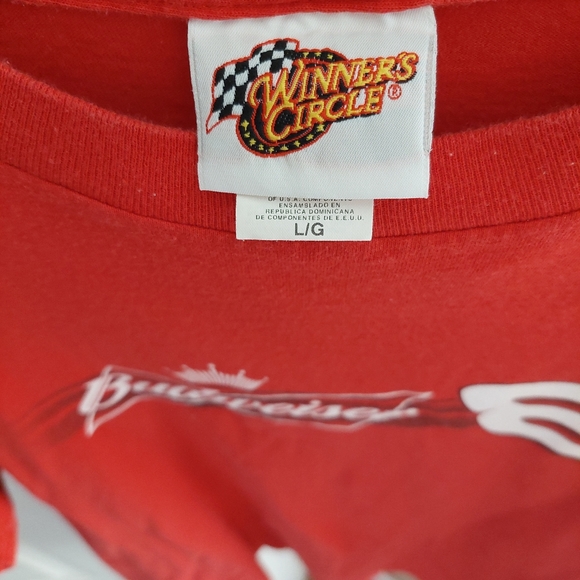 WINNER'S
CIRCLE®
OF U.S.A. COMPONENTS
ENSAMBLADO EN
REPUBLICA DOMINICANA
DE COMPONENTES DE E.E.U.U.
L/G
Budweiser